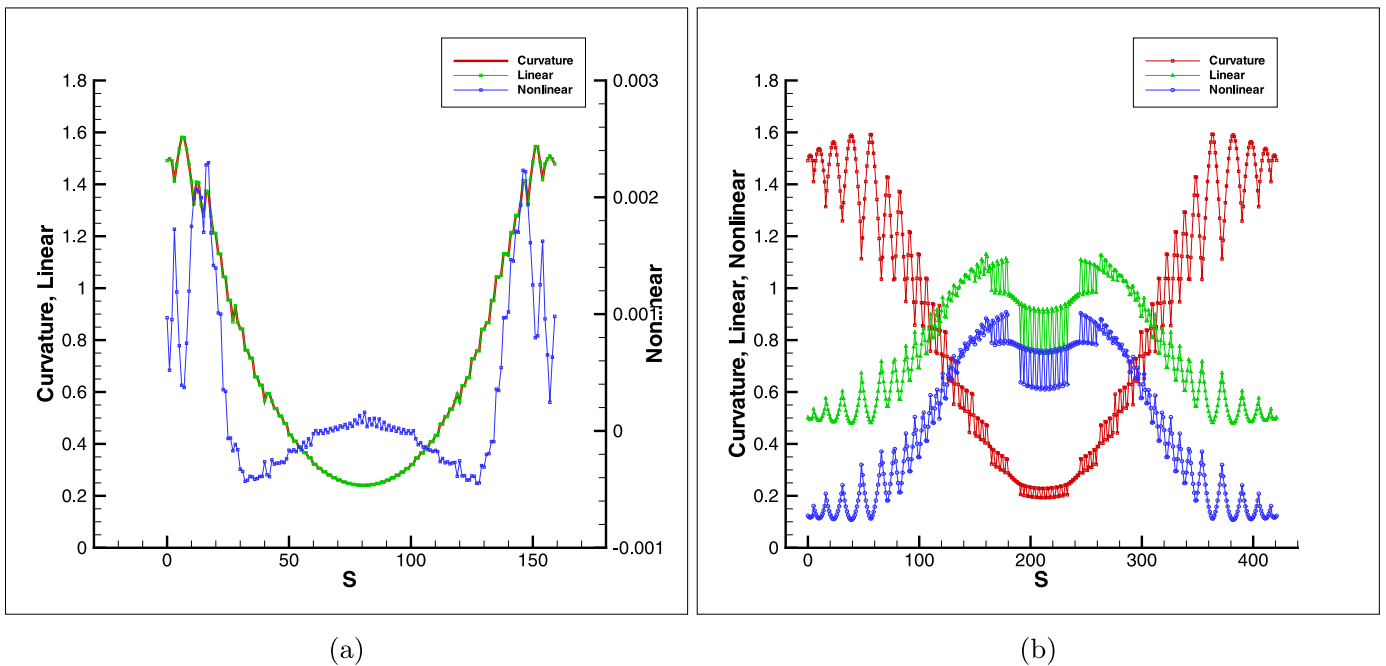 Curvature
Linear
Nonlinear
1.8
1.6
1.4
1.2
1
0.8
0.6
0.4
0.2
0
0.003
0.002
0.001
0
-0.001
Curvature, Linear
Nonlinear
0
50
100
150
S
(a)
Curvature
Linear
Nonlinear
1.8
1.6
1.4
1.2
1
0.8
0.6
0.4
0.2
0
Curvature, Linear, Nonlinear
0
100
200
300
400
S
(b)